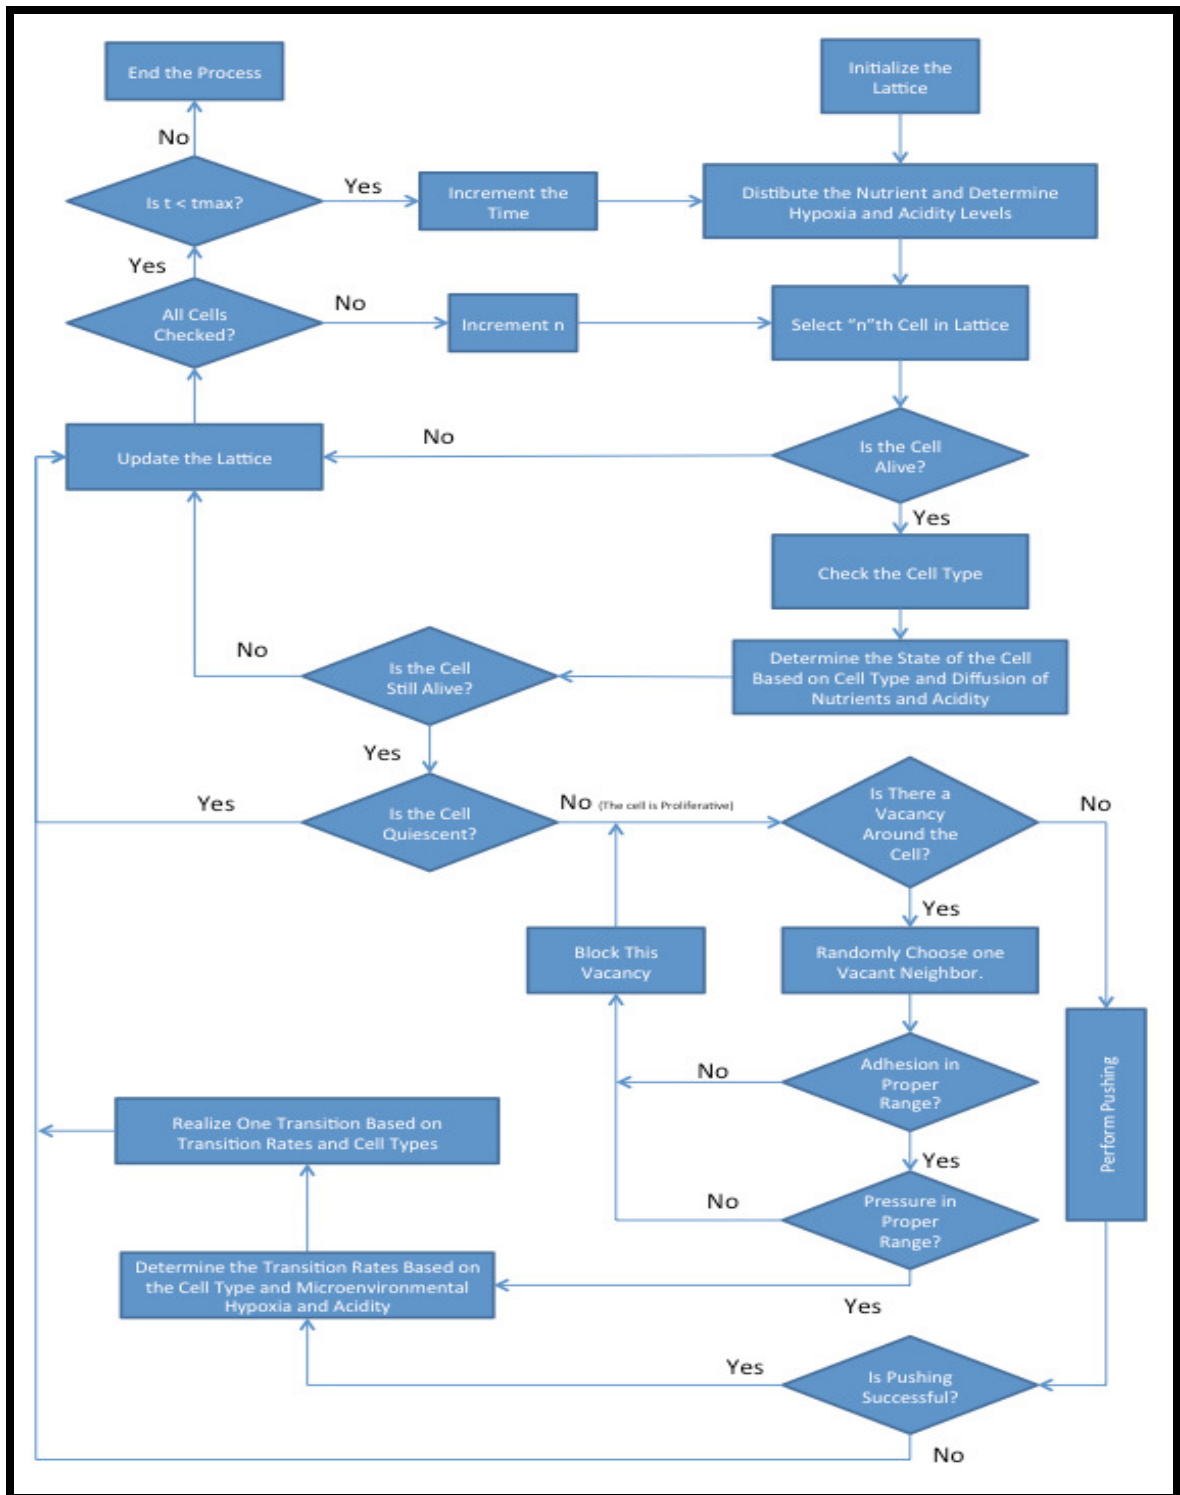 End the Process
Initialize the
Lattice
No
Is t < tmax?
Yes
Increment the
Time
Distibute the Nutrient and Determine
Hypoxia and Acidity Levels
Yes
All Cells
Checked?
No
Increment n
Select "n"th Cell in Lattice
Update the Lattice
No
Is the Cell
Alive?
Yes
Check the Cell Type
Determine the State of the Cell
Based on Cell Type and Diffusion of
Nutrients and Acidity
Is the Cell
Still Alive?
No
Yes
Is the Cell
Quiescent?
Yes
No (The cell is Proliferative)
Is There a
Vacancy
Around the
Cell?
No
Yes
Block This
Vacancy
Randomly Choose one
Vacant Neighbor.
Adhesion in
Proper
Range?
No
Yes
Perform Pushing
Realize One Transition Based on
Transition Rates and Cell Types
Pressure in
Proper
Range?
No
Yes
Determine the Transition Rates Based on
the Cell Type and Microenvironmental
Hypoxia and Acidity
Is Pushing
Successful?
Yes
No